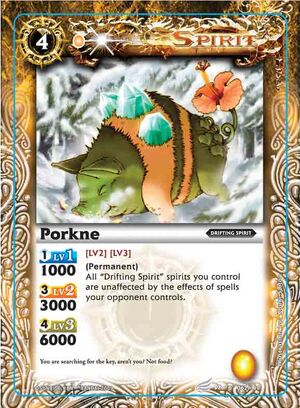 4
SPIRIT
Porkne
DRIFTING SPIRIT
1 LV1
1000
3 LV2
3000
4 LV3
6000
[LV2] [LV3]
(Permanent)
All "Drifting Spirit" spirits you control
are unaffected by the effects of spells
your opponent controls.
You are searching for the key, aren't you? Not food?